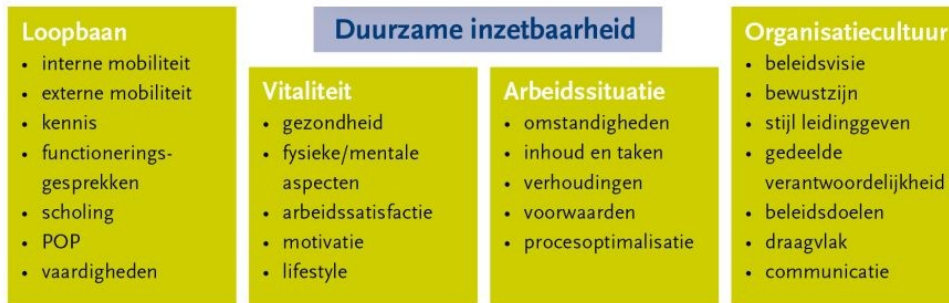 Duurzame inzetbaarheid
Loopbaan
• interne mobiliteit
• externe mobiliteit
• kennis
• functionerings-
gesprekken
• scholing
• POP
• vaardigheden
Vitaliteit
• gezondheid
• fysieke/mentale
aspecten
• arbeidssatisfactie
• motivatie
• lifestyle
Arbeidssituatie
• omstandigheden
• inhoud en taken
• verhoudingen
• voorwaarden
• procesoptimalisatie
Organisatiecultuur
• beleidsvisie
• bewustzijn
• stijl leidinggeven
• gedeelde
verantwoordelijkheid
• beleidsdoelen
• draagvlak
• communicatie